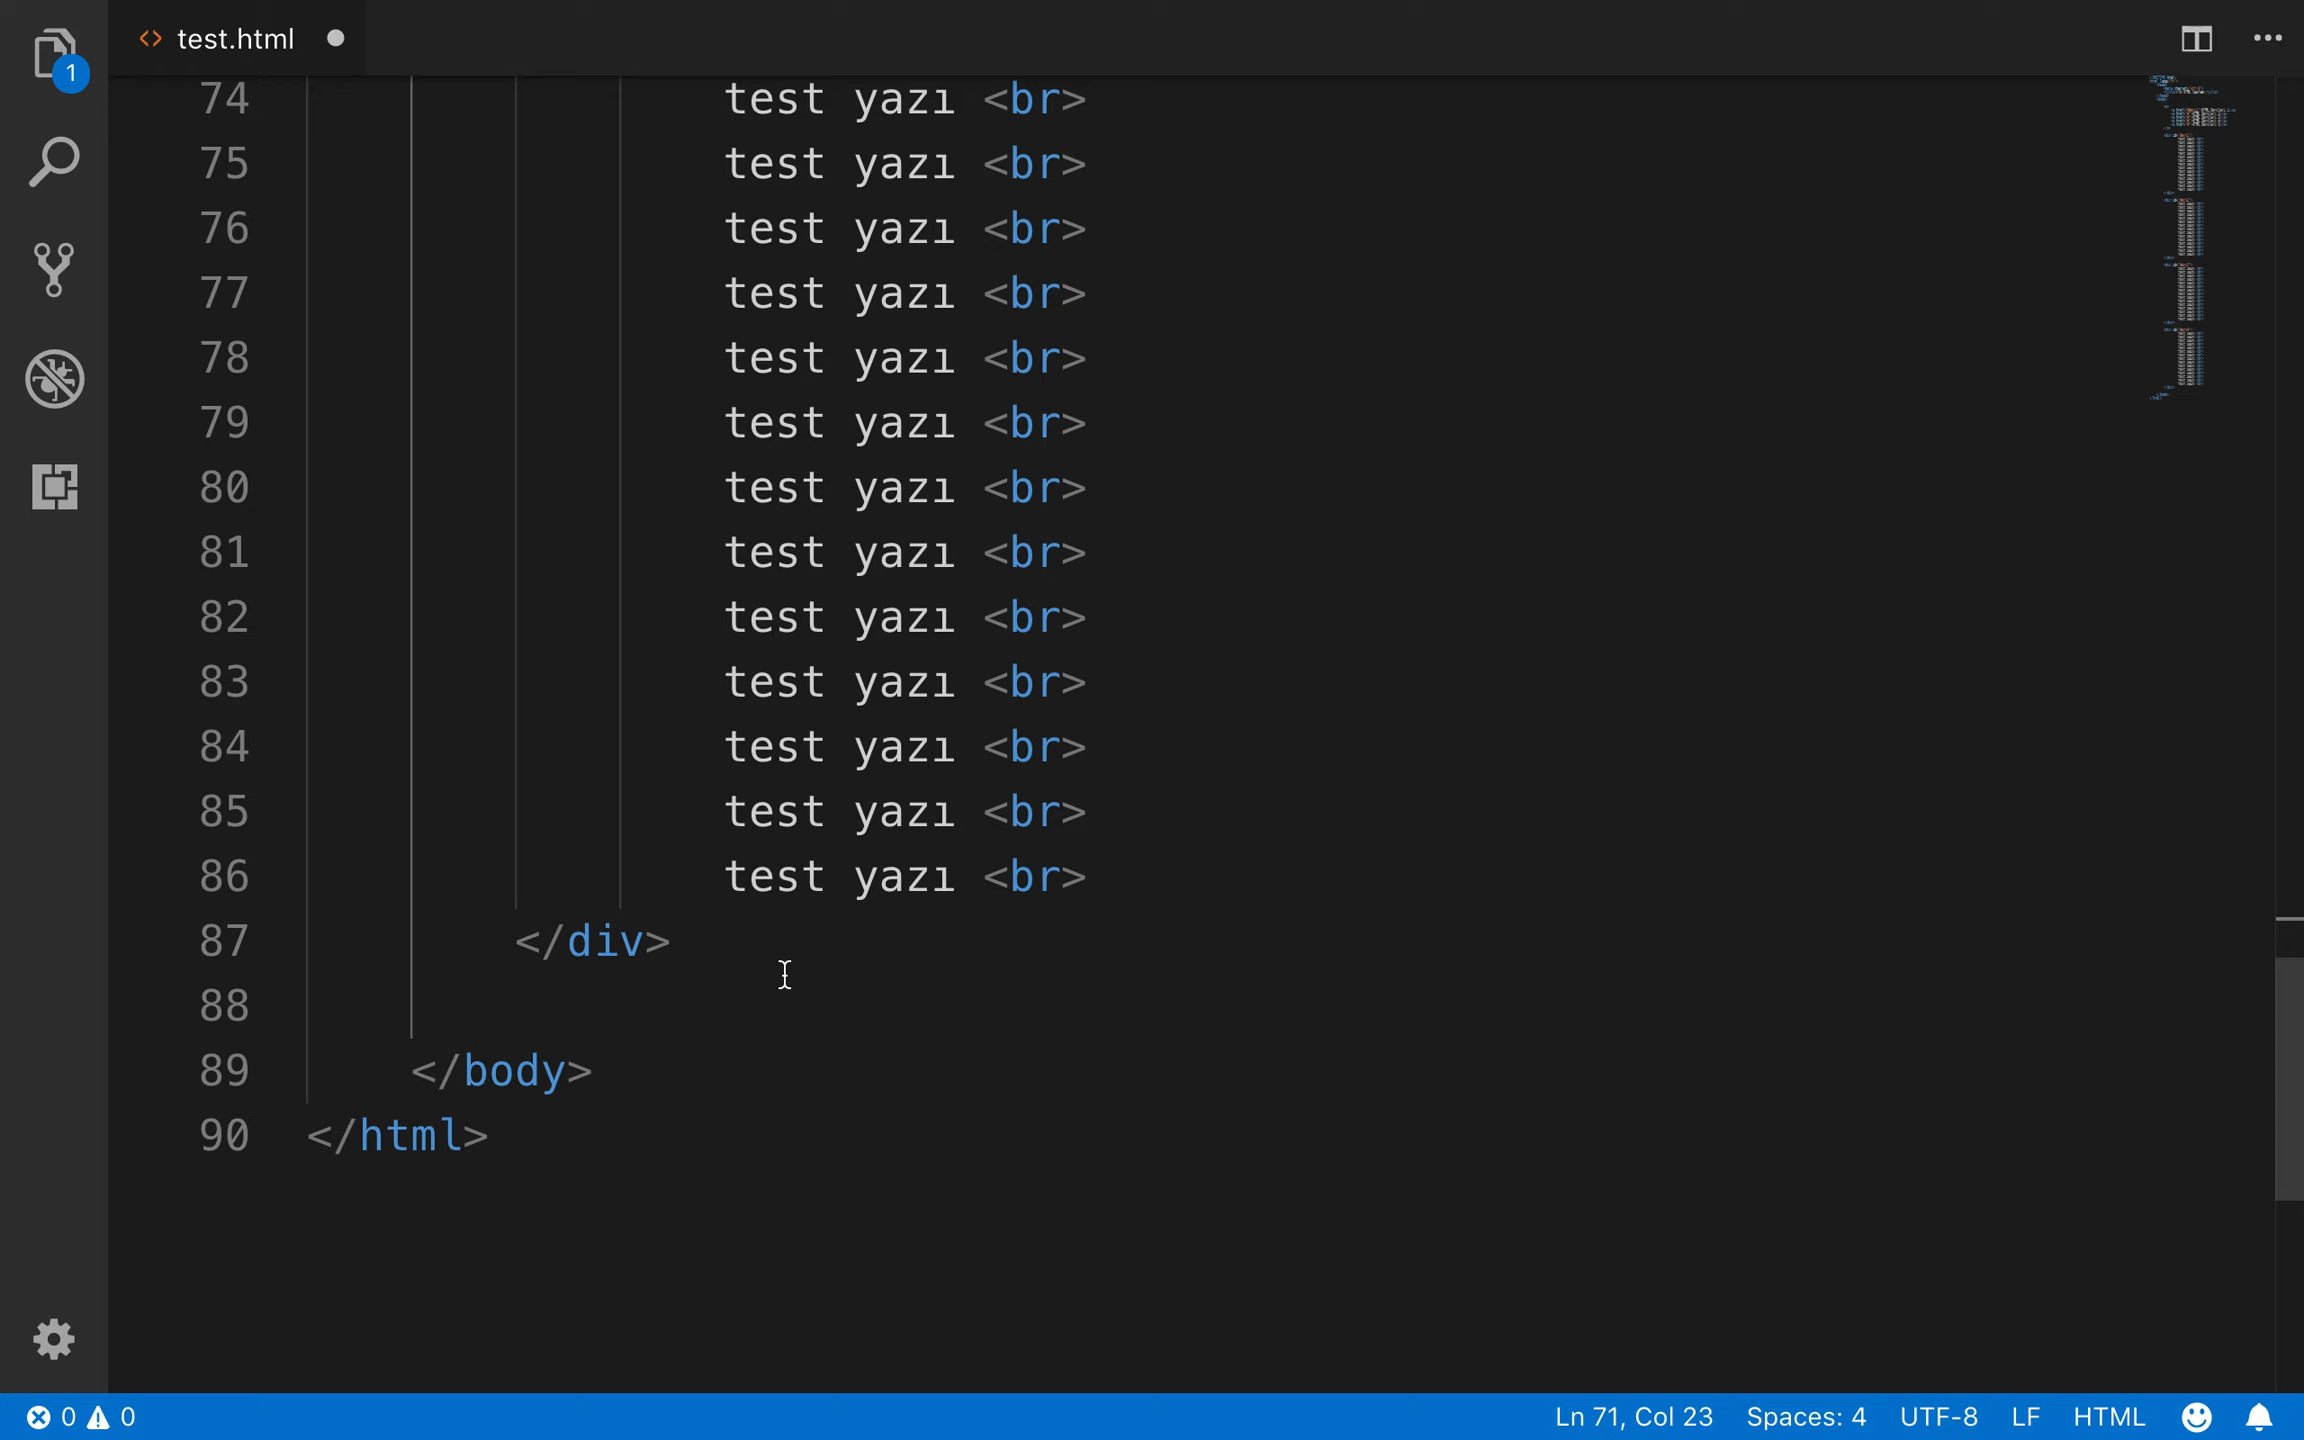 1
<> test.html
74 test yazı <br>
75 test yazı <br>
76 test yazı <br>
77 test yazı <br>
78 test yazı <br>
79 test yazı <br>
80 test yazı <br>
81 test yazı <br>
82 test yazı <br>
83 test yazı <br>
84 test yazı <br>
85 test yazı <br>
86 test yazı <br>
87 </div>
88
89 </body>
90 </html>
0 0 Ln 71, Col 23 Spaces: 4 UTF-8 LF HTML